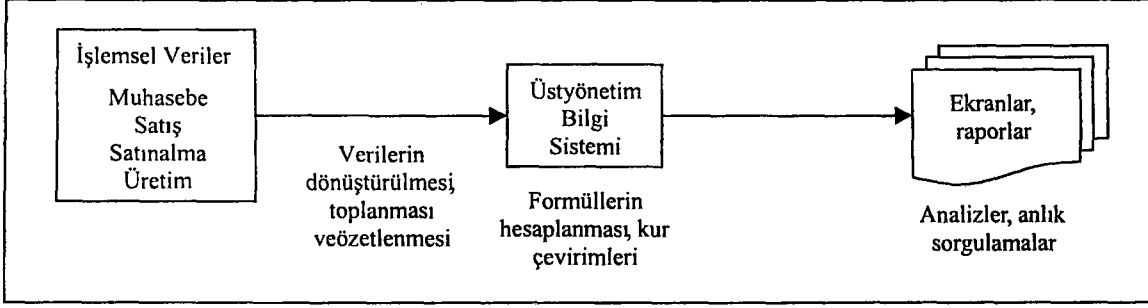 İşlemsel Veriler
Muhasebe
Satış
Satınalma
Üretim
Verilerin
dönüştürülmesi,
toplanması
veözetlenmesi
Üstyönetim
Bilgi
Sistemi
Formüllerin
hesaplanması, kur
çevirimleri
Ekranlar,
raporlar
Analizler, anlık
sorgulamalar